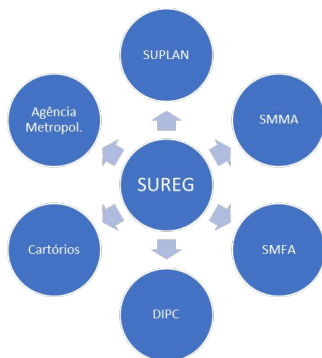 SUPLAN
Agência
Metropol.
SMMA
SUREG
Cartórios
SMFA
DIPC